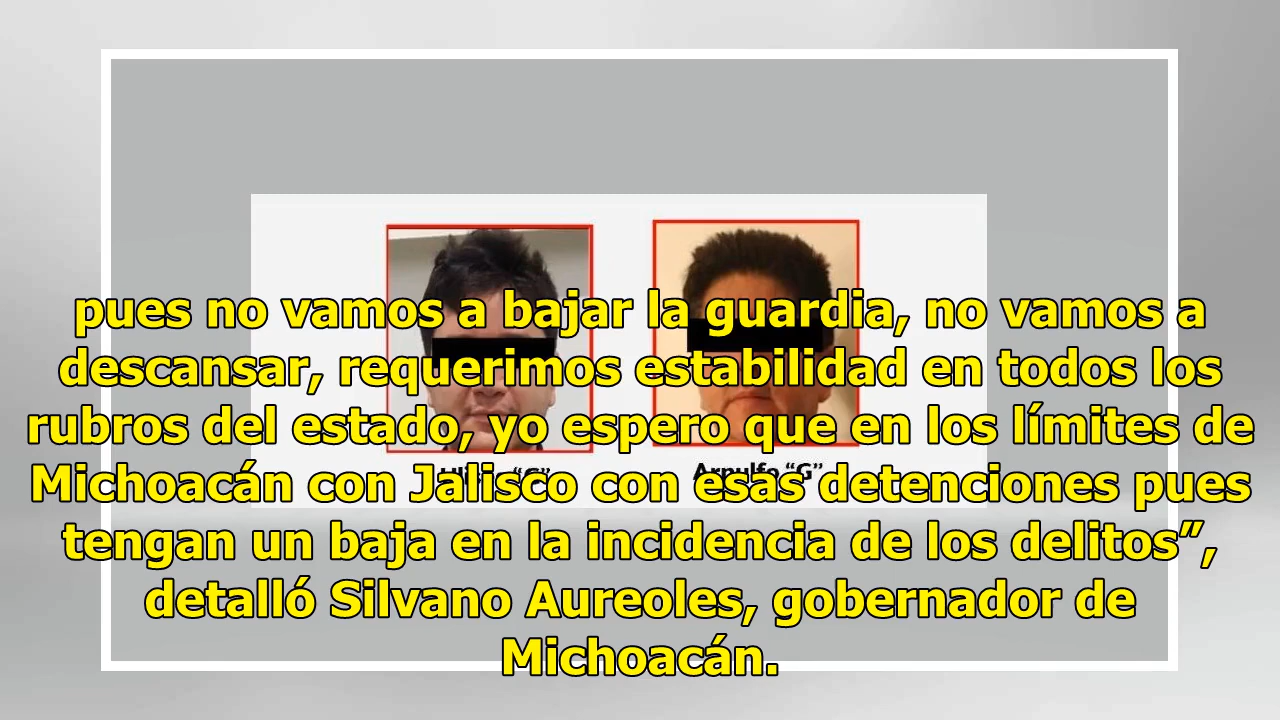 pues no vamos a bajar la guardia, no vamos a
descansar, requerimos estabilidad en todos los
rubros del estado, yo espero que en los límites de
Michoacán con Jalisco con esas detenciones pues
tengan un baja en la incidencia de los delitos”,
detalló Silvano Aureoles, gobernador de
Michoacán.
Arnulfo “G”